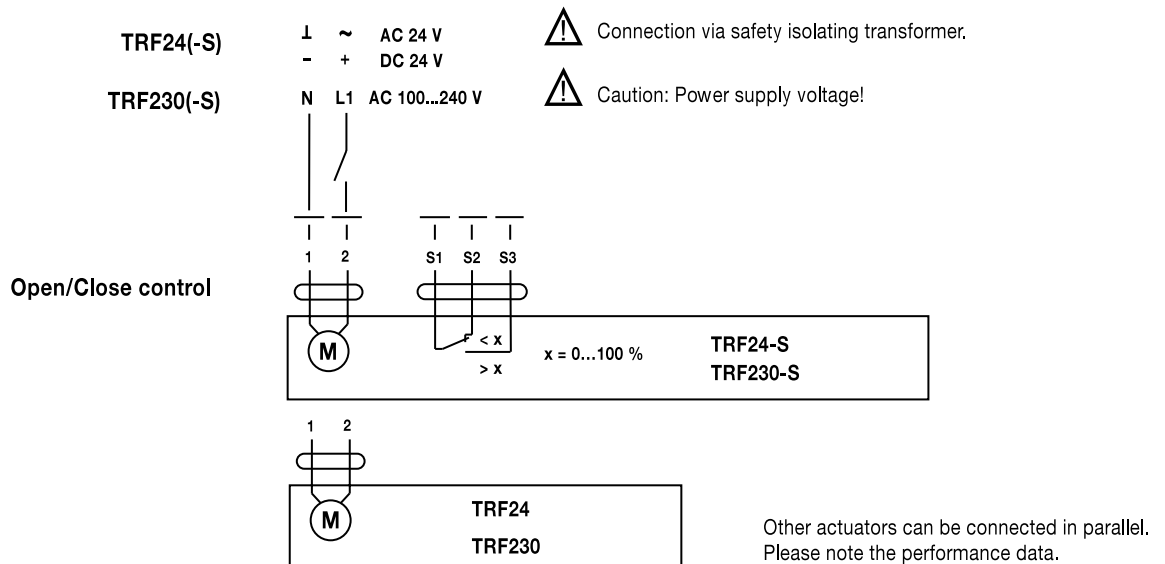 TRF24(-S) ⊥ ~ AC 24 V
- + DC 24 V
⚠ Connection via safety isolating transformer.
TRF230(-S) N L1 AC 100...240 V
⚠ Caution: Power supply voltage!
1 2 S1 S2 S3
Open/Close control
M < x
> x
x = 0...100 %
TRF24-S
TRF230-S
1 2
M
TRF24
TRF230
Other actuators can be connected in parallel.
Please note the performance data.